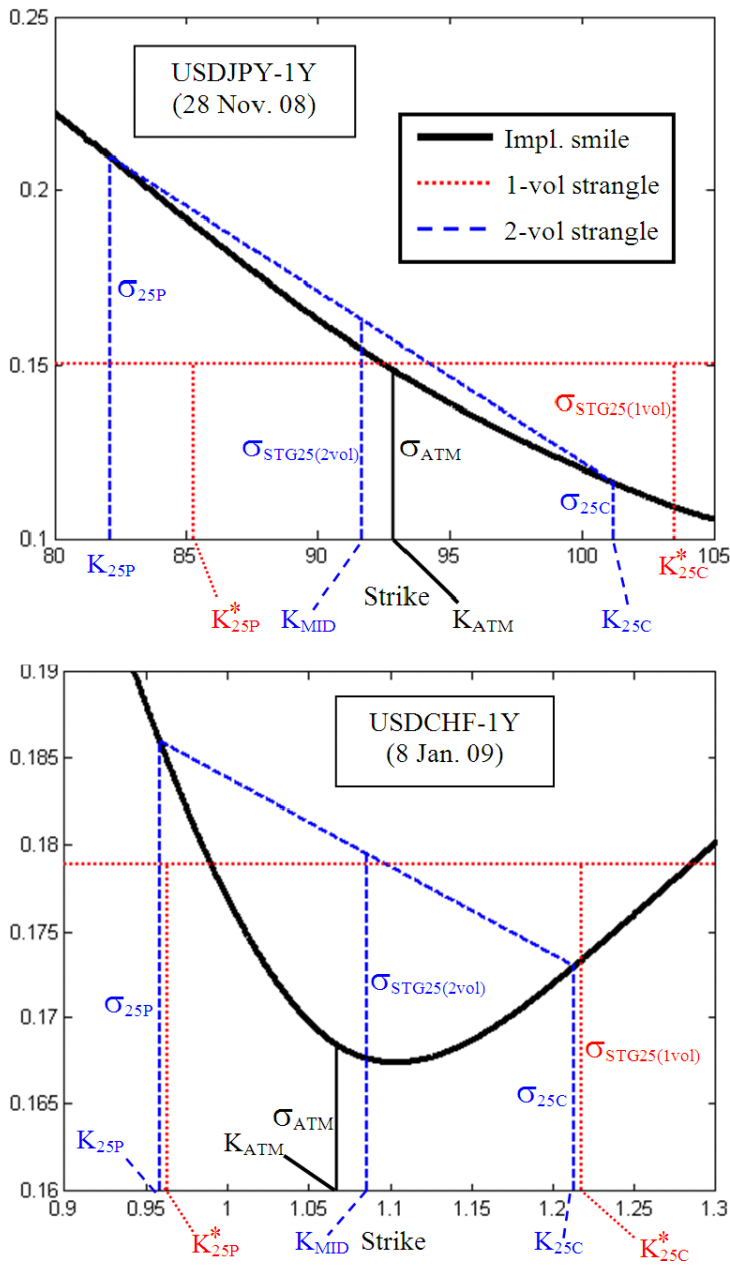 0.25
USDJPY-1Y
(28 Nov. 08)
Impl. smile
1-vol strangle
2-vol strangle
0.2
σ25P
0.15
σSTG25(1vol)
σSTG25(2vol)
σATM
σ25C
0.1
80 85 90 95 100 105
K25P
K*25P
KMID
Strike
KATM
K25C
K*25C
0.19
USDCHF-1Y
(8 Jan. 09)
0.185
0.18
0.175
σ25P
σSTG25(2vol)
0.17
σSTG25(1vol)
0.165
σATM
σ25C
K25P
KATM
0.16
0.9 0.95 1 1.05 1.1 1.15 1.2 1.25 1.3
K*25P
KMID
Strike
K25C
K*25C